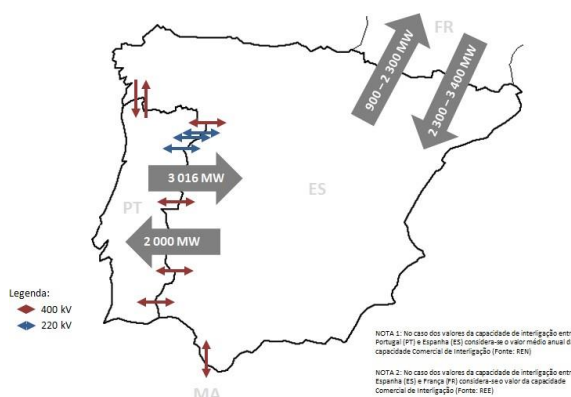 FR
900 – 2 300 MW
2 300 – 3 400 MW
3 016 MW
ES
PT
2 000 MW
Legenda:
400 kV
220 kV
MA
NOTA 1: No caso dos valores da capacidade de interligação entr
Portugal (PT) e Espanha (ES) considera-se o valor médio anual da
capacidade Comercial de Interligação (Fonte: REN)
NOTA 2: No caso dos valores da capacidade de interligação entr
Espanha (ES) e França (FR) considera-se o valor da capacidade
Comercial de Interligação (Fonte: REE)